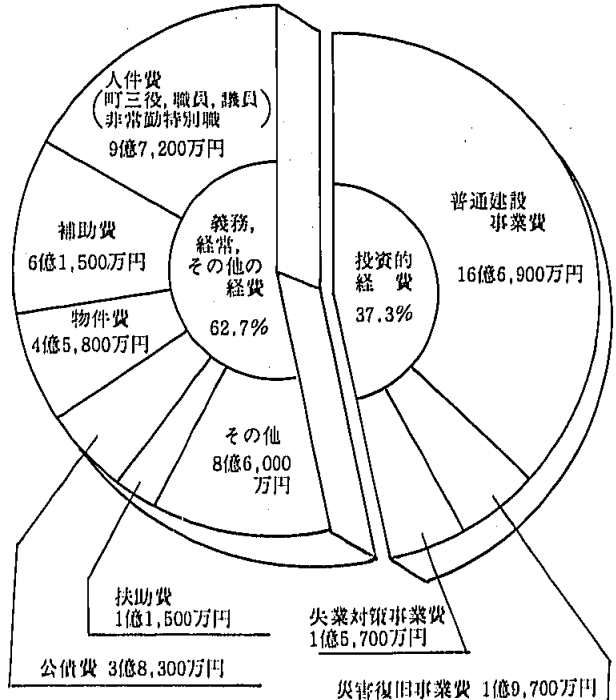 人件費
(町三役,職員,議員
非常勤特別職)
9億7,200万円
補助費
6億1,500万円
物件費
4億5,800万円
義務,
経常,
その他の
経費
62.7%
その他
8億6,000
万円
投資的
経 費
37.3%
普通建設
事業費
16億6,900万円
扶助費
1億1,500万円
公債費 3億8,300万円
失業対策事業費
1億5,700万円
災害復旧事業費 1億9,700万円